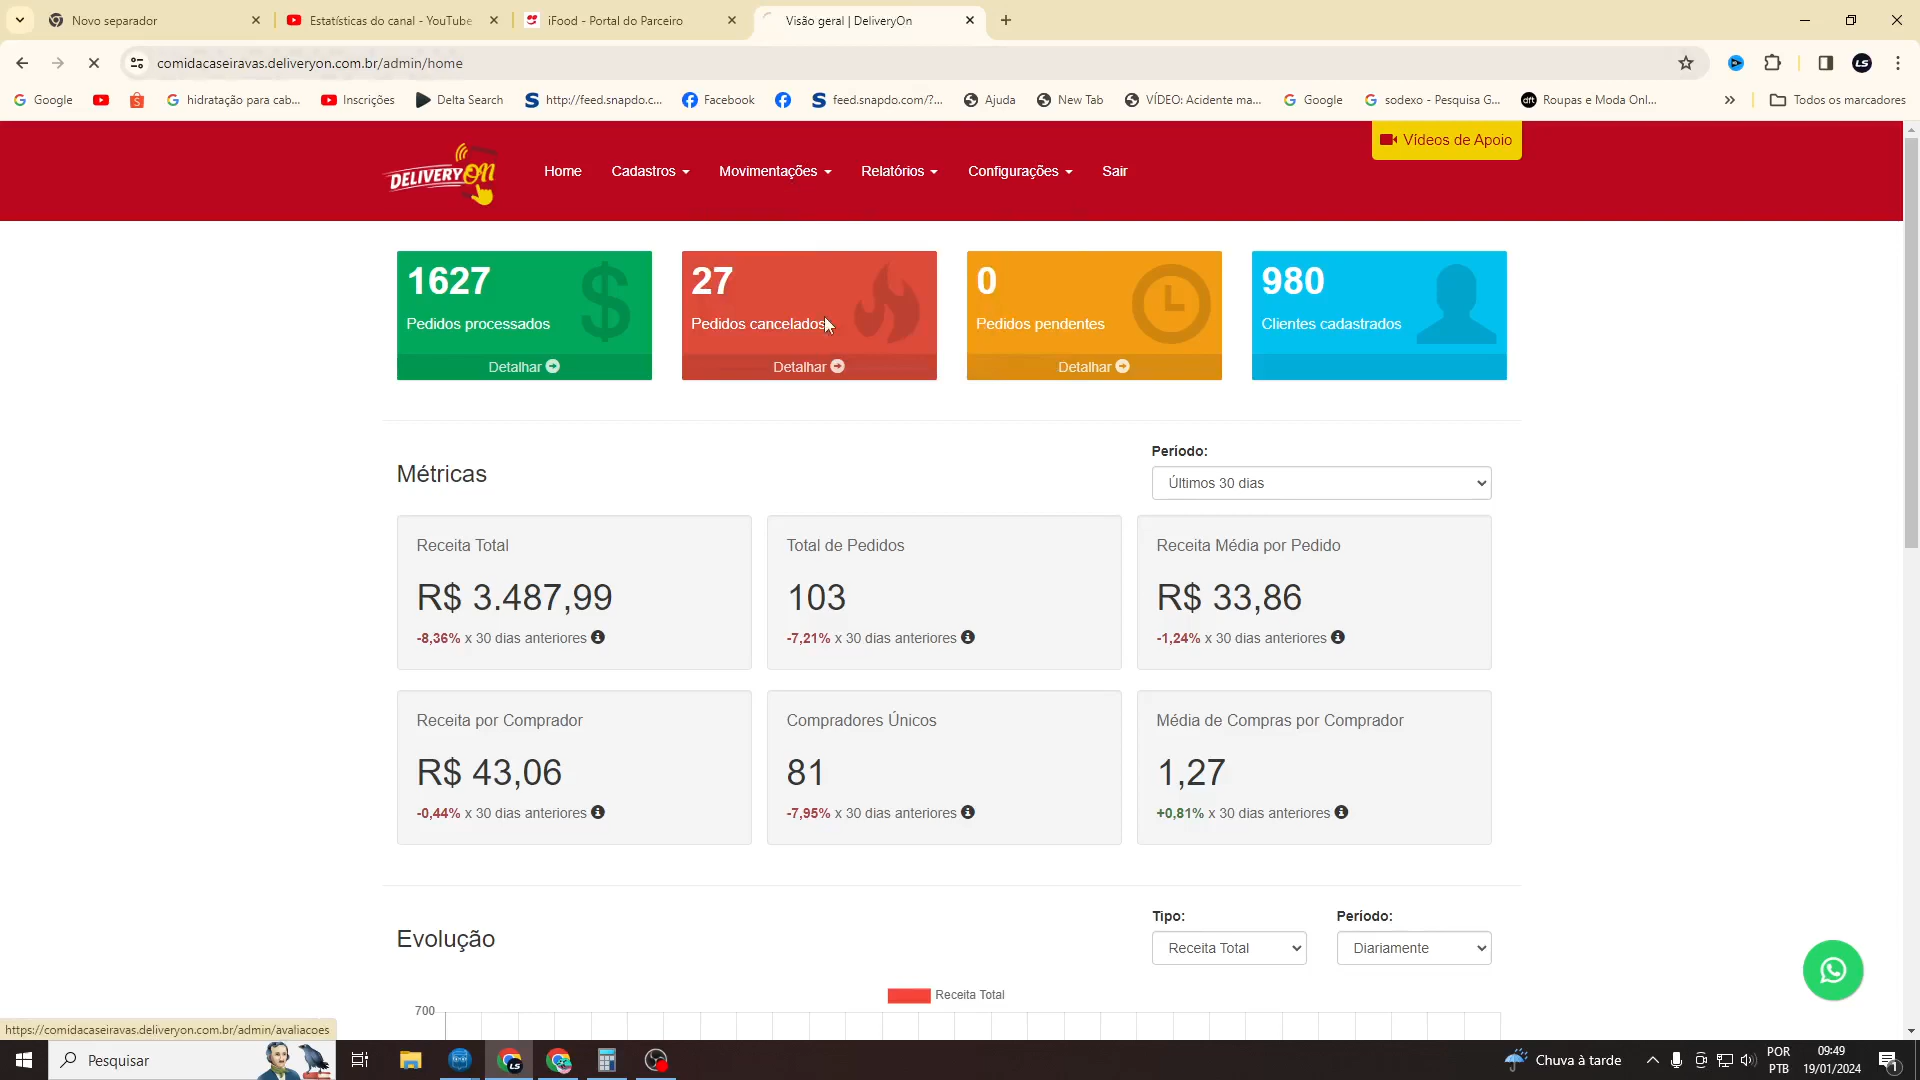 Novo separador
Estatísticas do canal - YouTube
iFood - Portal do Parceiro
Visão geral | DeliveryOn
comidacaseiravas.deliveryon.com.br/admin/home
LS
Google
hidratação para cab...
Inscrições
Delta Search
http://feed.snapdo.c...
Facebook
feed.snapdo.com/?...
Ajuda
New Tab
VÍDEO: Acidente ma...
Google
sodexo - Pesquisa G...
dft
Roupas e Moda Onl...
»
Todos os marcadores
Vídeos de Apoio
DELIVERY On
Home
Cadastros
Movimentações
Relatórios
Configurações
Sair
1627
Pedidos processados
Detalhar
27
Pedidos cancelados
Detalhar
0
Pedidos pendentes
Detalhar
980
Clientes cadastrados
Métricas
Período:
Últimos 30 dias
Receita Total
R$ 3.487,99
-8,36% x 30 dias anteriores
Total de Pedidos
103
-7,21% x 30 dias anteriores
Receita Média por Pedido
R$ 33,86
-1,24% x 30 dias anteriores
Receita por Comprador
R$ 43,06
-0,44% x 30 dias anteriores
Compradores Únicos
81
-7,95% x 30 dias anteriores
Média de Compras por Comprador
1,27
+0,81% x 30 dias anteriores
Evolução
Tipo:
Receita Total
Período:
Diariamente
Receita Total
700
https://comidacaseiravas.deliveryon.com.br/admin/avaliacoes
Pesquisar
LS
Chuva à tarde
POR
PTB
09:49
19/01/2024
1